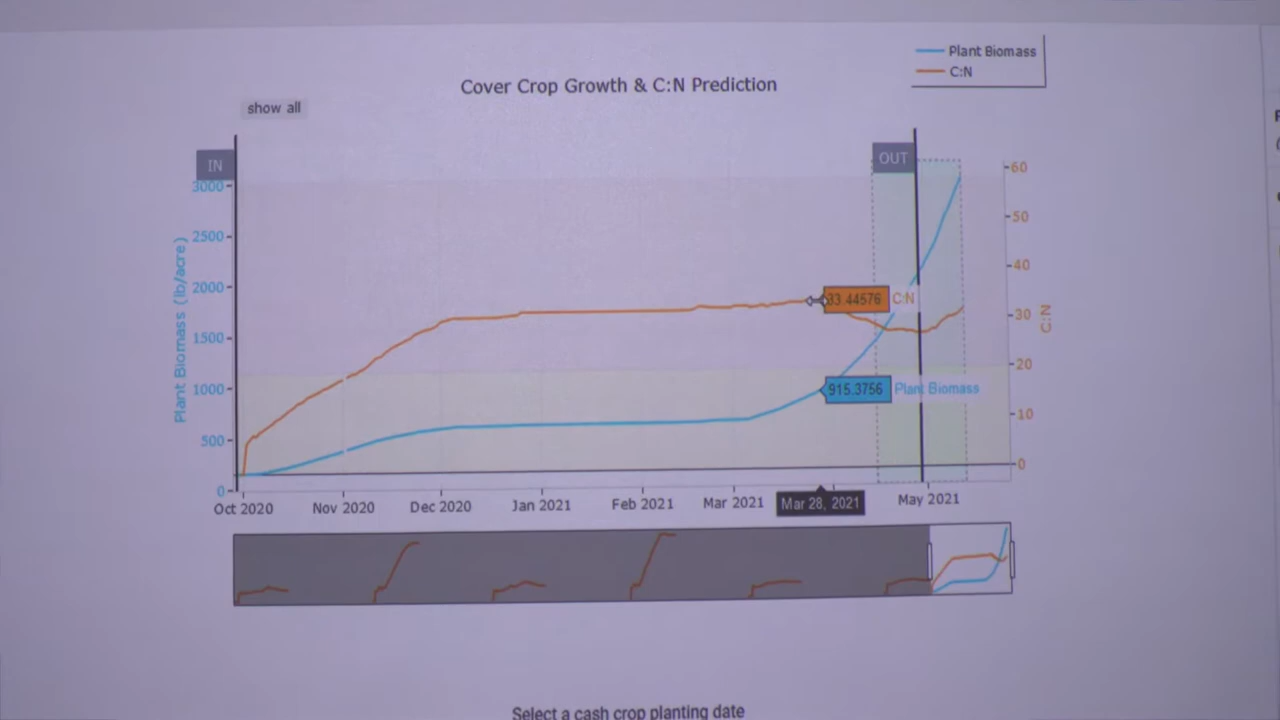 Plant Biomass
C:N
Cover Crop Growth & C:N Prediction
show all
IN
OUT
3000
2500
2000
1500
1000
500
0
Plant Biomass (lb/acre)
60
50
40
30
20
10
0
C:N
33.44576 C:N
915.3756 Plant Biomass
Oct 2020 Nov 2020 Dec 2020 Jan 2021 Feb 2021 Mar 2021 Mar 28, 2021 May 2021
Select a cash crop planting date